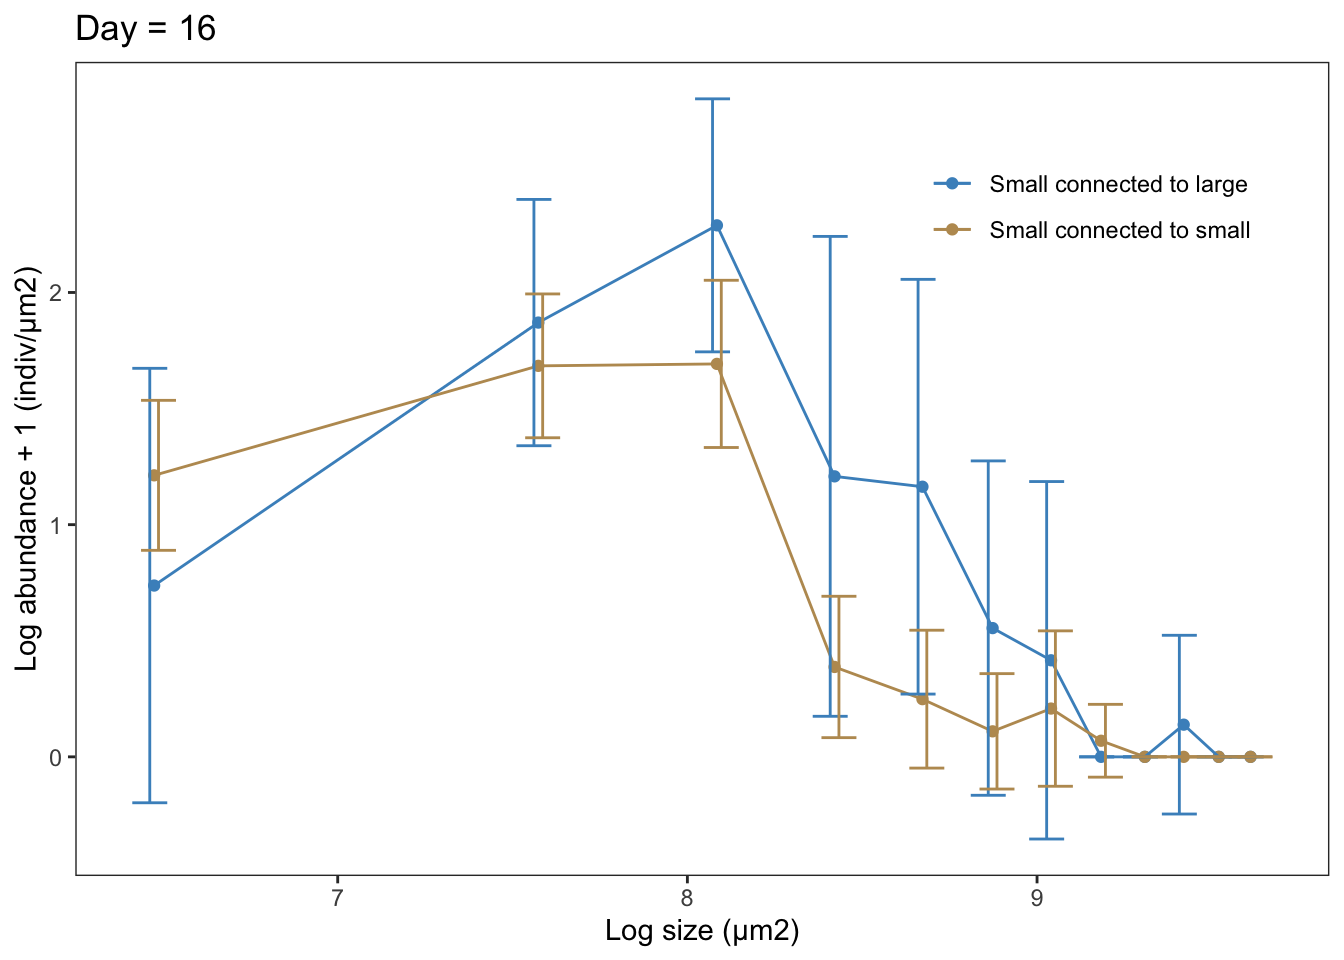 Day = 16
Log abundance + 1 (indiv/µm2)
2
1
0
Small connected to large
Small connected to small
7
8
9
Log size (µm2)